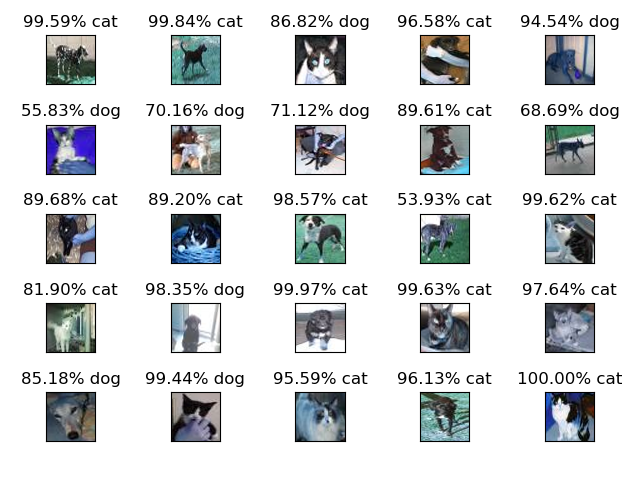 99.59% cat 99.84% cat 86.82% dog 96.58% cat 94.54% dog
55.83% dog 70.16% dog 71.12% dog 89.61% cat 68.69% dog
89.68% cat 89.20% cat 98.57% cat 53.93% cat 99.62% cat
81.90% cat 98.35% dog 99.97% cat 99.63% cat 97.64% cat
85.18% dog 99.44% dog 95.59% cat 96.13% cat 100.00% cat